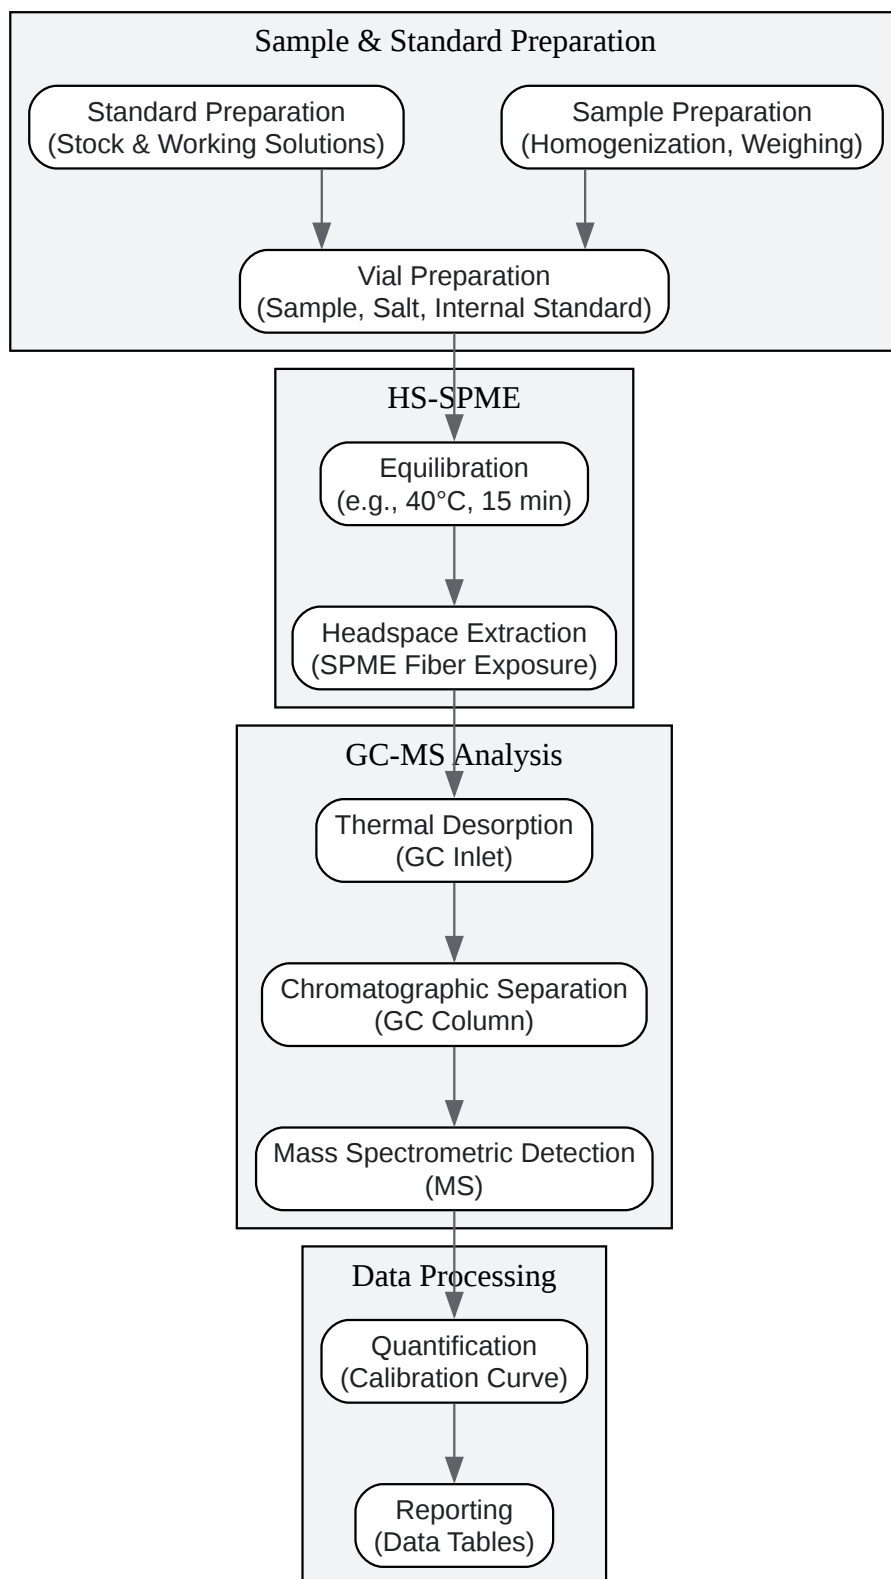 Sample & Standard Preparation
Standard Preparation
(Stock & Working Solutions)
Sample Preparation
(Homogenization, Weighing)
Vial Preparation
(Sample, Salt, Internal Standard)
HS-SPME
Equilibration
(e.g., 40°C, 15 min)
Headspace Extraction
(SPME Fiber Exposure)
GC-MS Analysis
Thermal Desorption
(GC Inlet)
Chromatographic Separation
(GC Column)
Mass Spectrometric Detection
(MS)
Data Processing
Quantification
(Calibration Curve)
Reporting
(Data Tables)